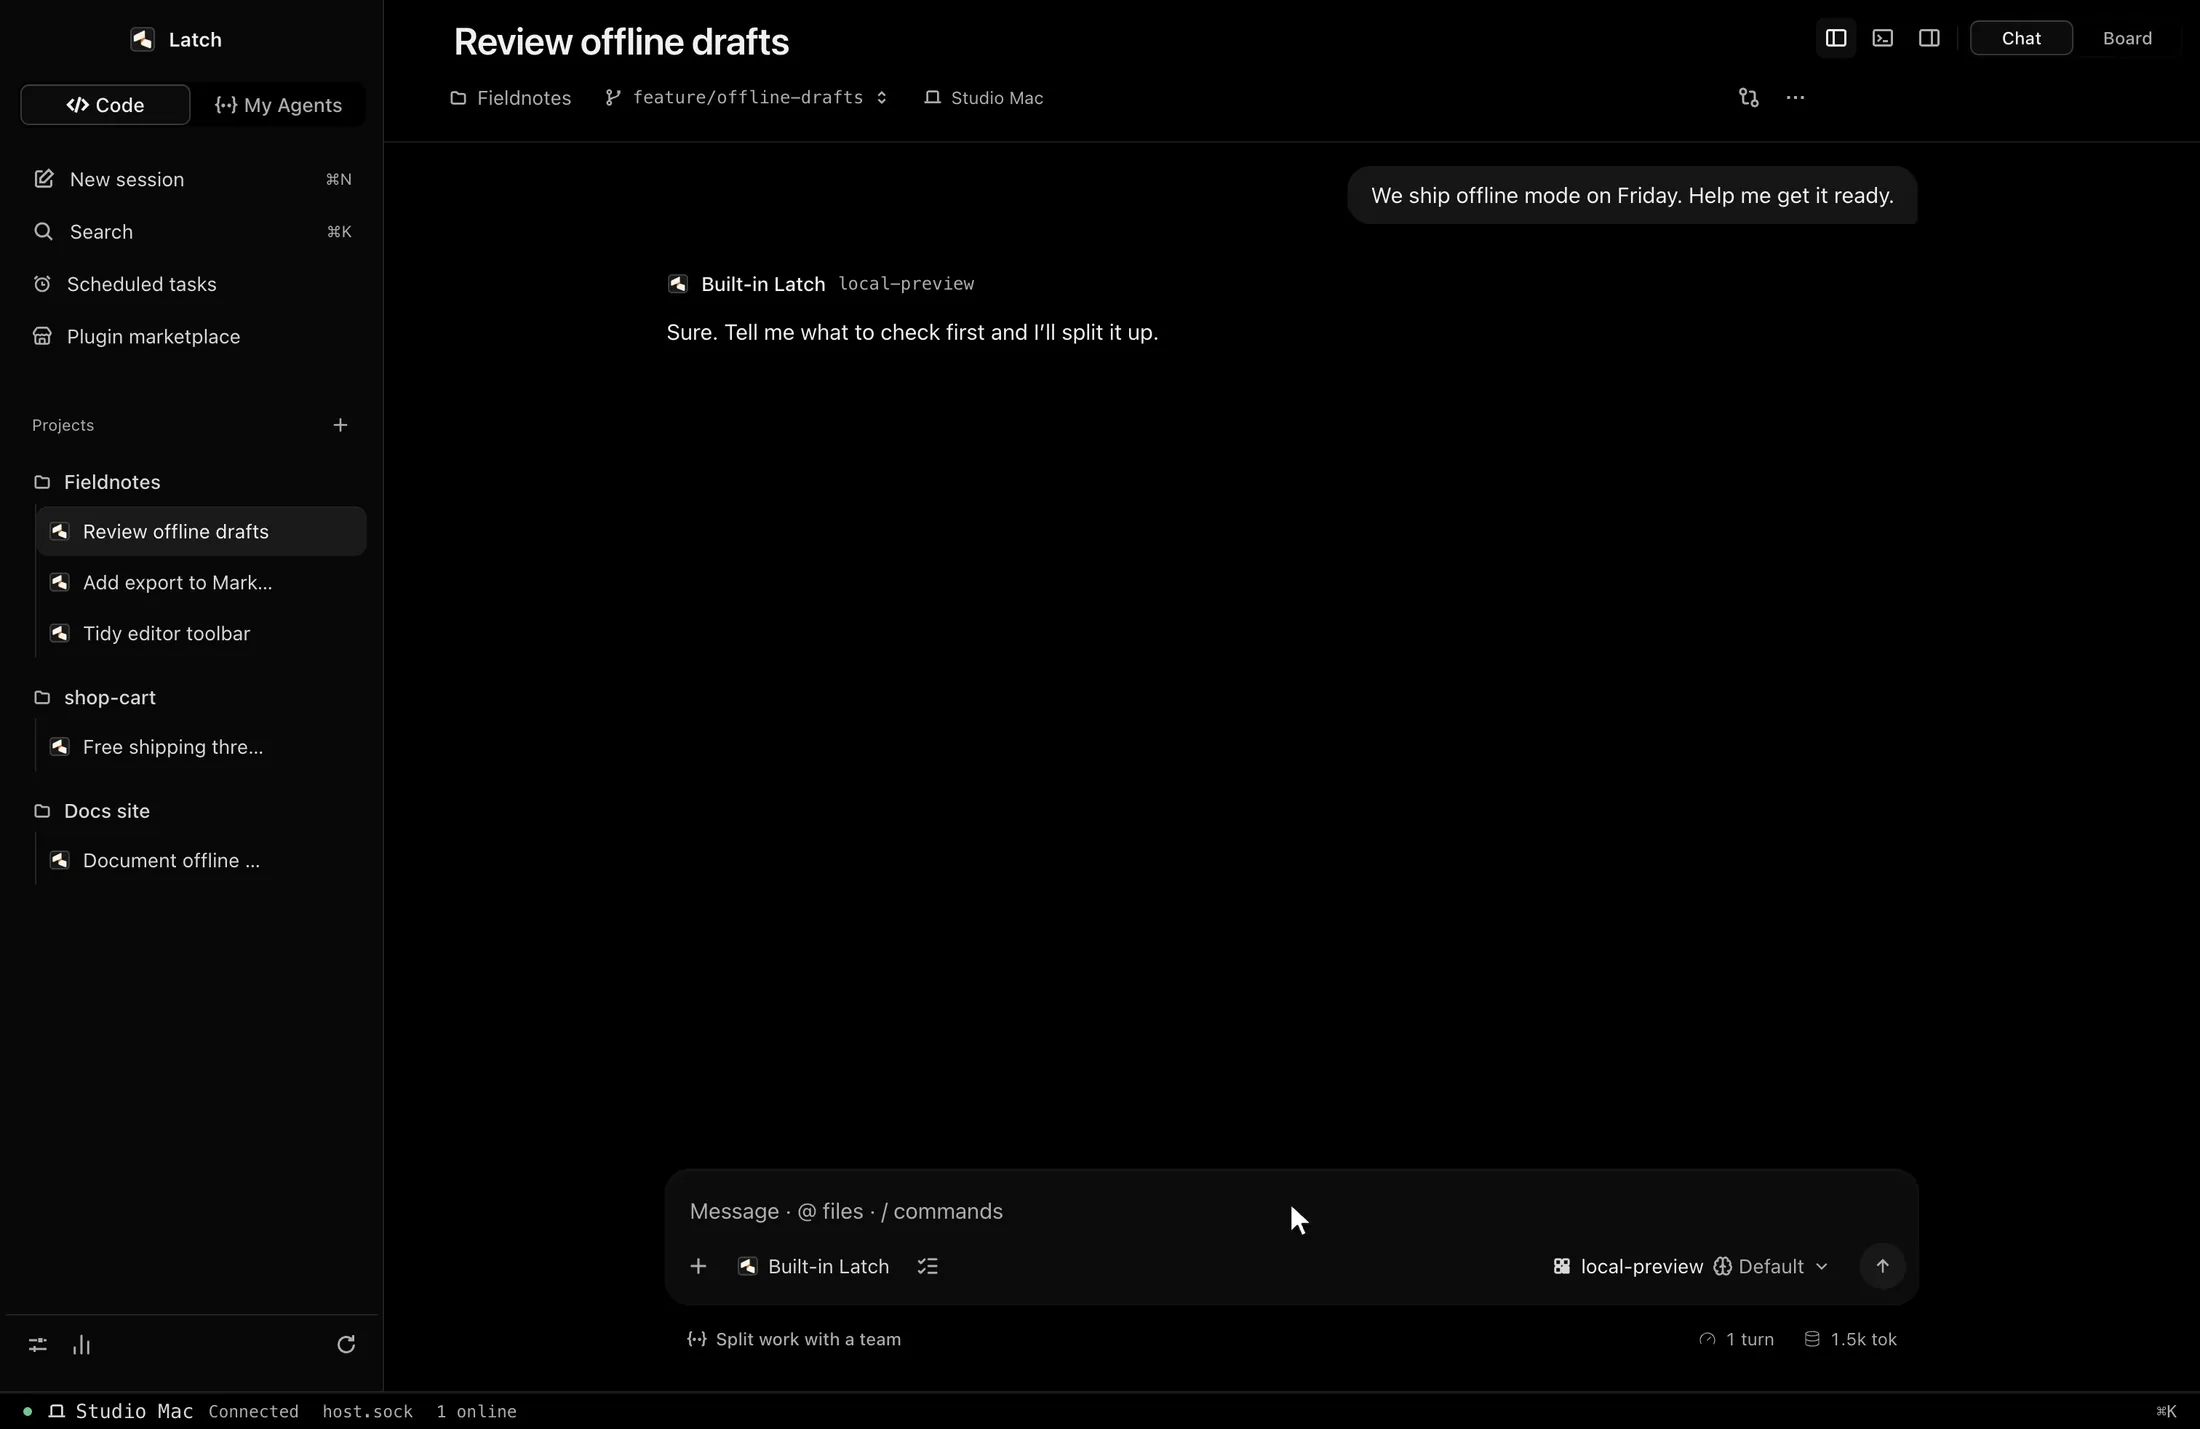 Latch
Code
My Agents
New session ⌘N
Search ⌘K
Scheduled tasks
Plugin marketplace
Projects
Fieldnotes
Review offline drafts
Add export to Mark...
Tidy editor toolbar
shop-cart
Free shipping thre...
Docs site
Document offline ...
Review offline drafts
Chat
Board
Fieldnotes feature/offline-drafts Studio Mac
We ship offline mode on Friday. Help me get it ready.
Built-in Latch local-preview
Sure. Tell me what to check first and I’ll split it up.
Message · @ files · / commands
Built-in Latch
local-preview Default
Split work with a team
1 turn 1.5k tok
Studio Mac Connected host.sock 1 online
⌘K